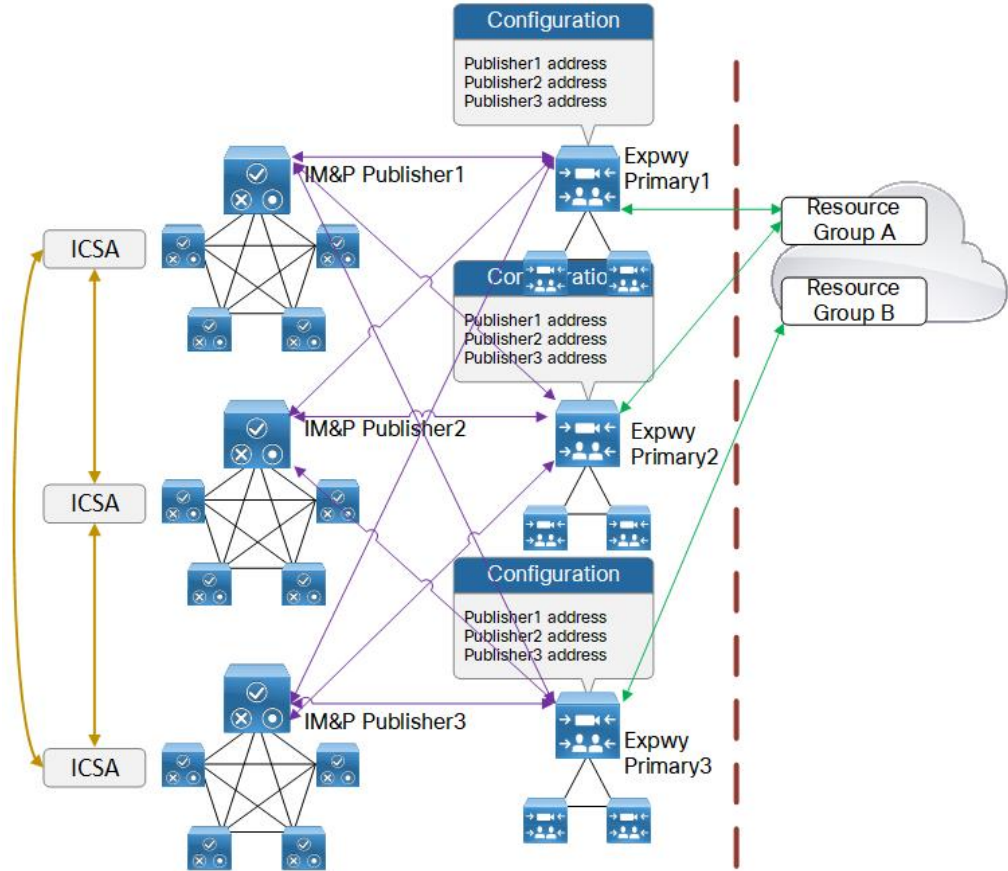 Configuration
Publisher1 address
Publisher2 address
Publisher3 address
IM&P Publisher1
Expwy
Primary1
Resource
Group A
ICSA
Resource
Group B
Publisher1 address
Publisher2 address
Publisher3 address
IM&P Publisher2
Expwy
Primary2
ICSA
Configuration
Publisher1 address
Publisher2 address
Publisher3 address
IM&P Publisher3
Expwy
Primary3
ICSA